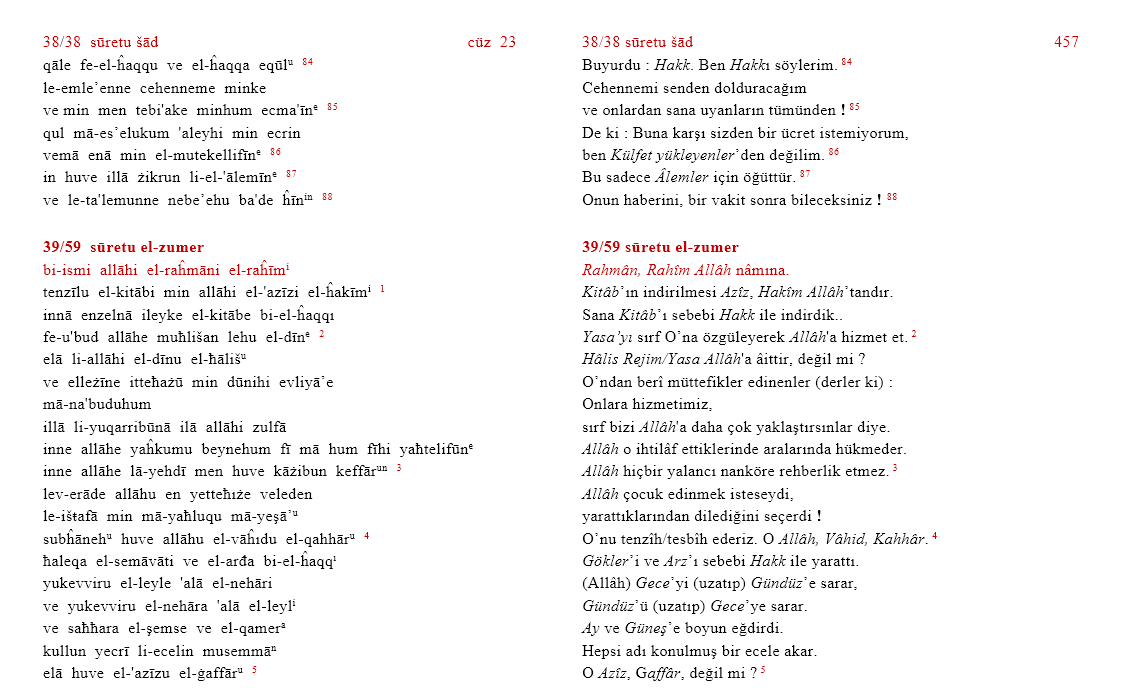 38/38 sūretu šād
cüz 23
qāle fe-el-ĥaqqu ve el-ĥaqqa eqūlᵘ ⁸⁴
le-emle’enne cehenneme minke
ve min men tebi'ake minhum ecma'īnᵉ ⁸⁵
qul mā-es’elukum 'aleyhi min ecrin
vemā enā min el-mutekellifīnᵉ ⁸⁶
in huve illā żikrun li-el-'ālemīnᵉ ⁸⁷
ve le-ta'lemunne nebe’ehu ba'de ĥīnⁱⁿ ⁸⁸
39/59 sūretu el-zumer
bi-ismi allāhi el-raĥmāni el-raĥīmⁱ
tenzīlu el-kitābi min allāhi el-'azīzi el-ĥakīmⁱ ¹
innā enzelnā ileyke el-kitābe bi-el-ĥaqqı
fe-u'bud allāhe muħlišan lehu el-dīnᵉ ²
elā li-allāhi el-dīnu el-ħālišᵘ
ve elleżīne itteħażū min dūnihi evliyā’e
mā-na'buduhum
illā li-yuqarribūnā ilā allāhi zulfā
inne allāhe yaĥkumu beynehum fī mā hum fīhi yaħtelifūnᵉ
inne allāhe lā-yehdī men huve kāżibun keffārᵘⁿ ³
lev-erāde allāhu en yetteħıże veleden
le-ištafā min mā-yaħluqu mā-yeşā’ᵘ
subĥānehᵘ huve allāhu el-vāĥıdu el-qahhārᵘ ⁴
ħaleqa el-semāvāti ve el-arđa bi-el-ĥaqqⁱ
yukevviru el-leyle 'alā el-nehāri
ve yukevviru el-nehāra 'alā el-leylⁱ
ve saħħara el-şemse ve el-qamerᵃ
kullun yecrī li-ecelin musemmāⁿ
elā huve el-'azīzu el-ġaffārᵘ ⁵
38/38 sūretu šād
457
Buyurdu : Hakk. Ben Hakkı söylerim. ⁸⁴
Cehennemi senden dolduracağım
ve onlardan sana uyanların tümünden ! ⁸⁵
De ki : Buna karşı sizden bir ücret istemiyorum,
ben Külfet yükleyenler’den değilim. ⁸⁶
Bu sadece Âlemler için öğüttür. ⁸⁷
Onun haberini, bir vakit sonra bileceksiniz ! ⁸⁸
39/59 sūretu el-zumer
Rahmân, Rahîm Allâh nâmına.
Kitâb’ın indirilmesi Azîz, Hakîm Allâh’tandır.
Sana Kitâb’ı sebebi Hakk ile indirdik..
Yasa’yı sırf O’na özgüleyerek Allâh'a hizmet et. ²
Hâlis Rejim/Yasa Allâh'a âittir, değil mi ?
O’ndan berî müttefikler edinenler (derler ki) :
Onlara hizmetimiz,
sırf bizi Allâh'a daha çok yaklaştırsınlar diye.
Allâh o ihtilâf ettiklerinde aralarında hükmeder.
Allâh hiçbir yalancı nanköre rehberlik etmez. ³
Allâh çocuk edinmek isteseydi,
yarattıklarından dilediğini seçerdi !
O’nu tenzîh/tesbîh ederiz. O Allâh, Vâhid, Kahhâr. ⁴
Gökler’i ve Arz’ı sebebi Hakk ile yarattı.
(Allâh) Gece’yi (uzatıp) Gündüz’e sarar,
Gündüz’ü (uzatıp) Gece’ye sarar.
Ay ve Güneş’e boyun eğdirdi.
Hepsi adı konulmuş bir ecele akar.
O Azîz, Gaffâr, değil mi ? ⁵